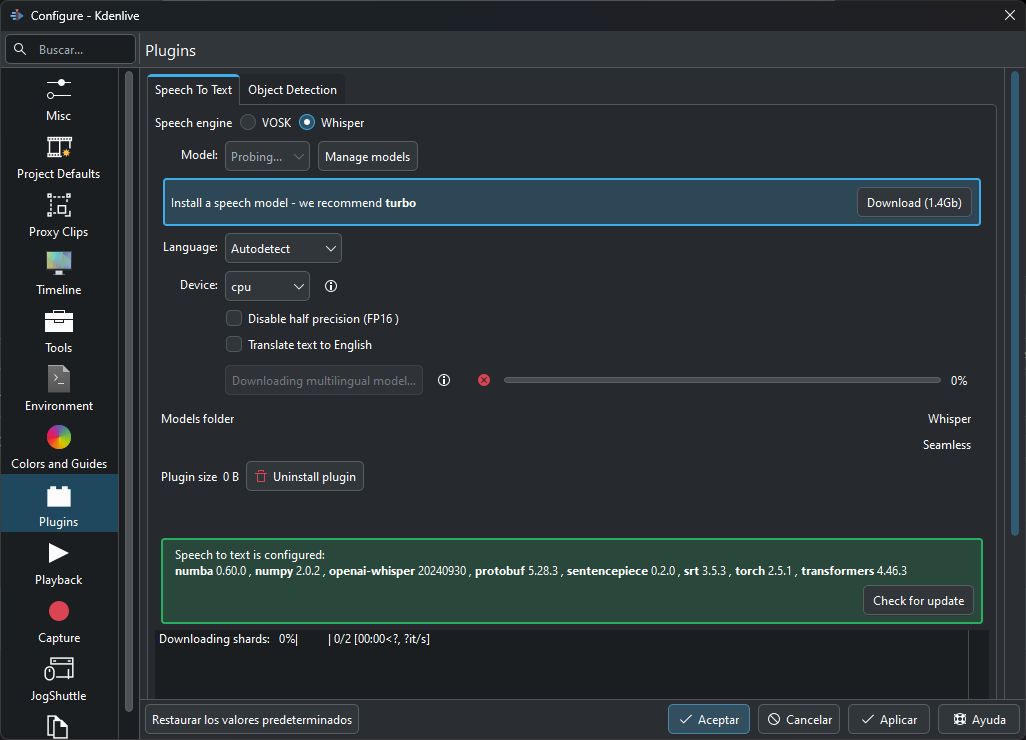 Configure - Kdenlive
Buscar...
Plugins
Misc
Project Defaults
Proxy Clips
Timeline
Tools
Environment
Colors and Guides
Plugins
Playback
Capture
JogShuttle
Speech To Text
Object Detection
Speech engine VOSK Whisper
Model: Probing... Manage models
Install a speech model - we recommend turbo Download (1.4Gb)
Language: Autodetect
Device: cpu
Disable half precision (FP16 )
Translate text to English
Downloading multilingual model... 0%
Models folder Whisper
Seamless
Plugin size 0 B Uninstall plugin
Speech to text is configured:
numba 0.60.0 , numpy 2.0.2 , openai-whisper 20240930 , protobuf 5.28.3 , sentencepiece 0.2.0 , srt 3.5.3 , torch 2.5.1 , transformers 4.46.3
Check for update
Downloading shards: 0%| | 0/2 [00:00<?, ?it/s]
Restaurar los valores predeterminados Aceptar Cancelar Aplicar Ayuda